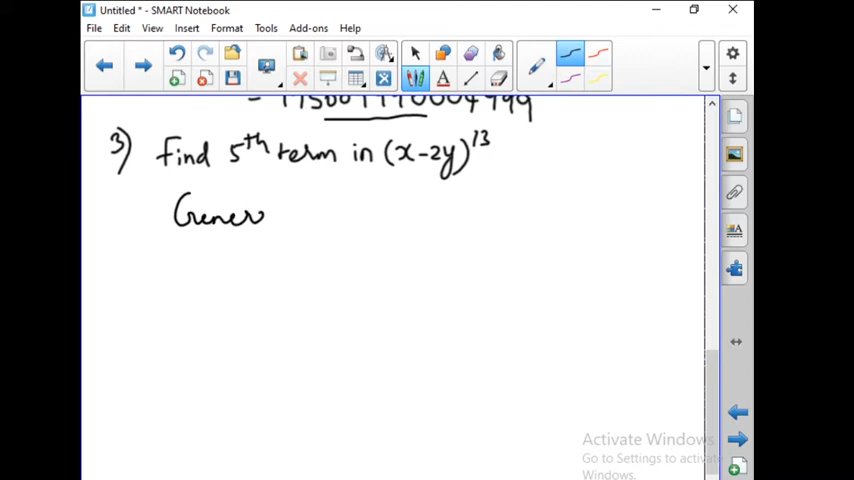 Untitled * - SMART Notebook
File Edit View Insert Format Tools Add-ons Help
3) Find 5th term in (x-2y)^13
Gener
Activate Windows
Go to Settings to activate
Windows.